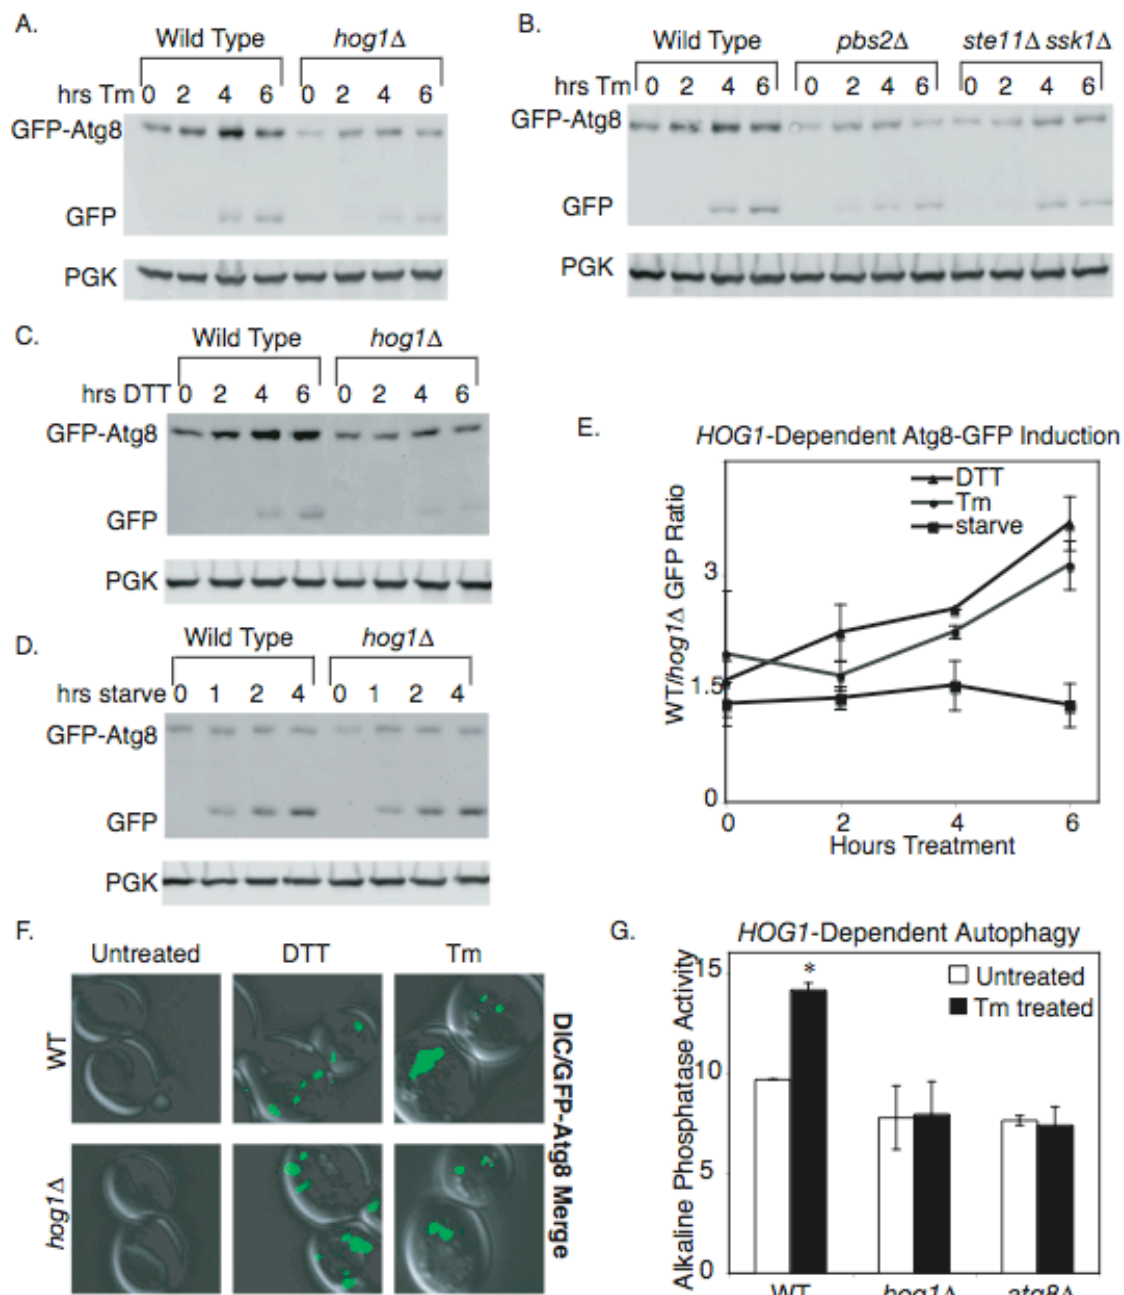 A.
Wild Type hog1Δ
hrs Tm 0 2 4 6 0 2 4 6
GFP-Atg8
GFP
PGK
B.
Wild Type pbs2Δ ste11Δ ssk1Δ
hrs Tm 0 2 4 6 0 2 4 6 0 2 4 6
GFP-Atg8
GFP
PGK
C.
Wild Type hog1Δ
hrs DTT 0 2 4 6 0 2 4 6
GFP-Atg8
GFP
PGK
D.
Wild Type hog1Δ
hrs starve 0 1 2 4 0 1 2 4
GFP-Atg8
GFP
PGK
E.
HOG1-Dependent Atg8-GFP Induction
DTT
Tm
starve
WT/hog1Δ GFP Ratio
3
1.5
0
0 2 4 6
Hours Treatment
F.
Untreated DTT Tm
WT
hog1Δ
DIC/GFP-Atg8 Merge
G.
HOG1-Dependent Autophagy
Alkaline Phosphatase Activity
15
10
5
0
*
Untreated
Tm treated
WT hog1Δ atg8Δ